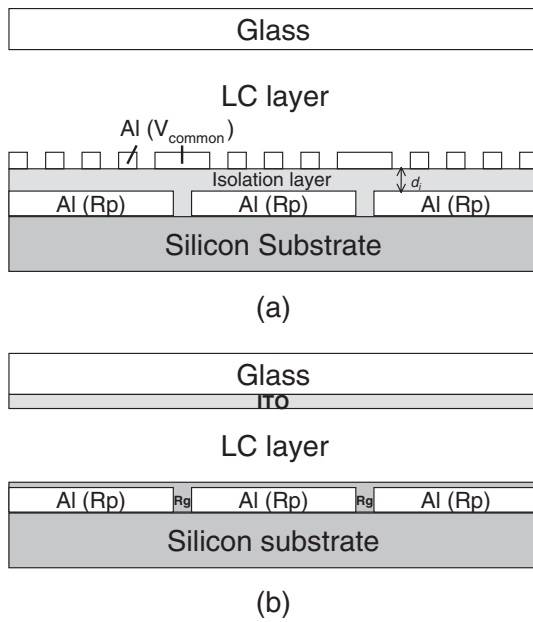 Glass
LC layer
Al (Vcommon)
Isolation layer
di
Al (Rp) Al (Rp) Al (Rp)
Silicon Substrate
(a)
Glass
ITO
LC layer
Al (Rp) Rg Al (Rp) Rg Al (Rp)
Silicon substrate
(b)